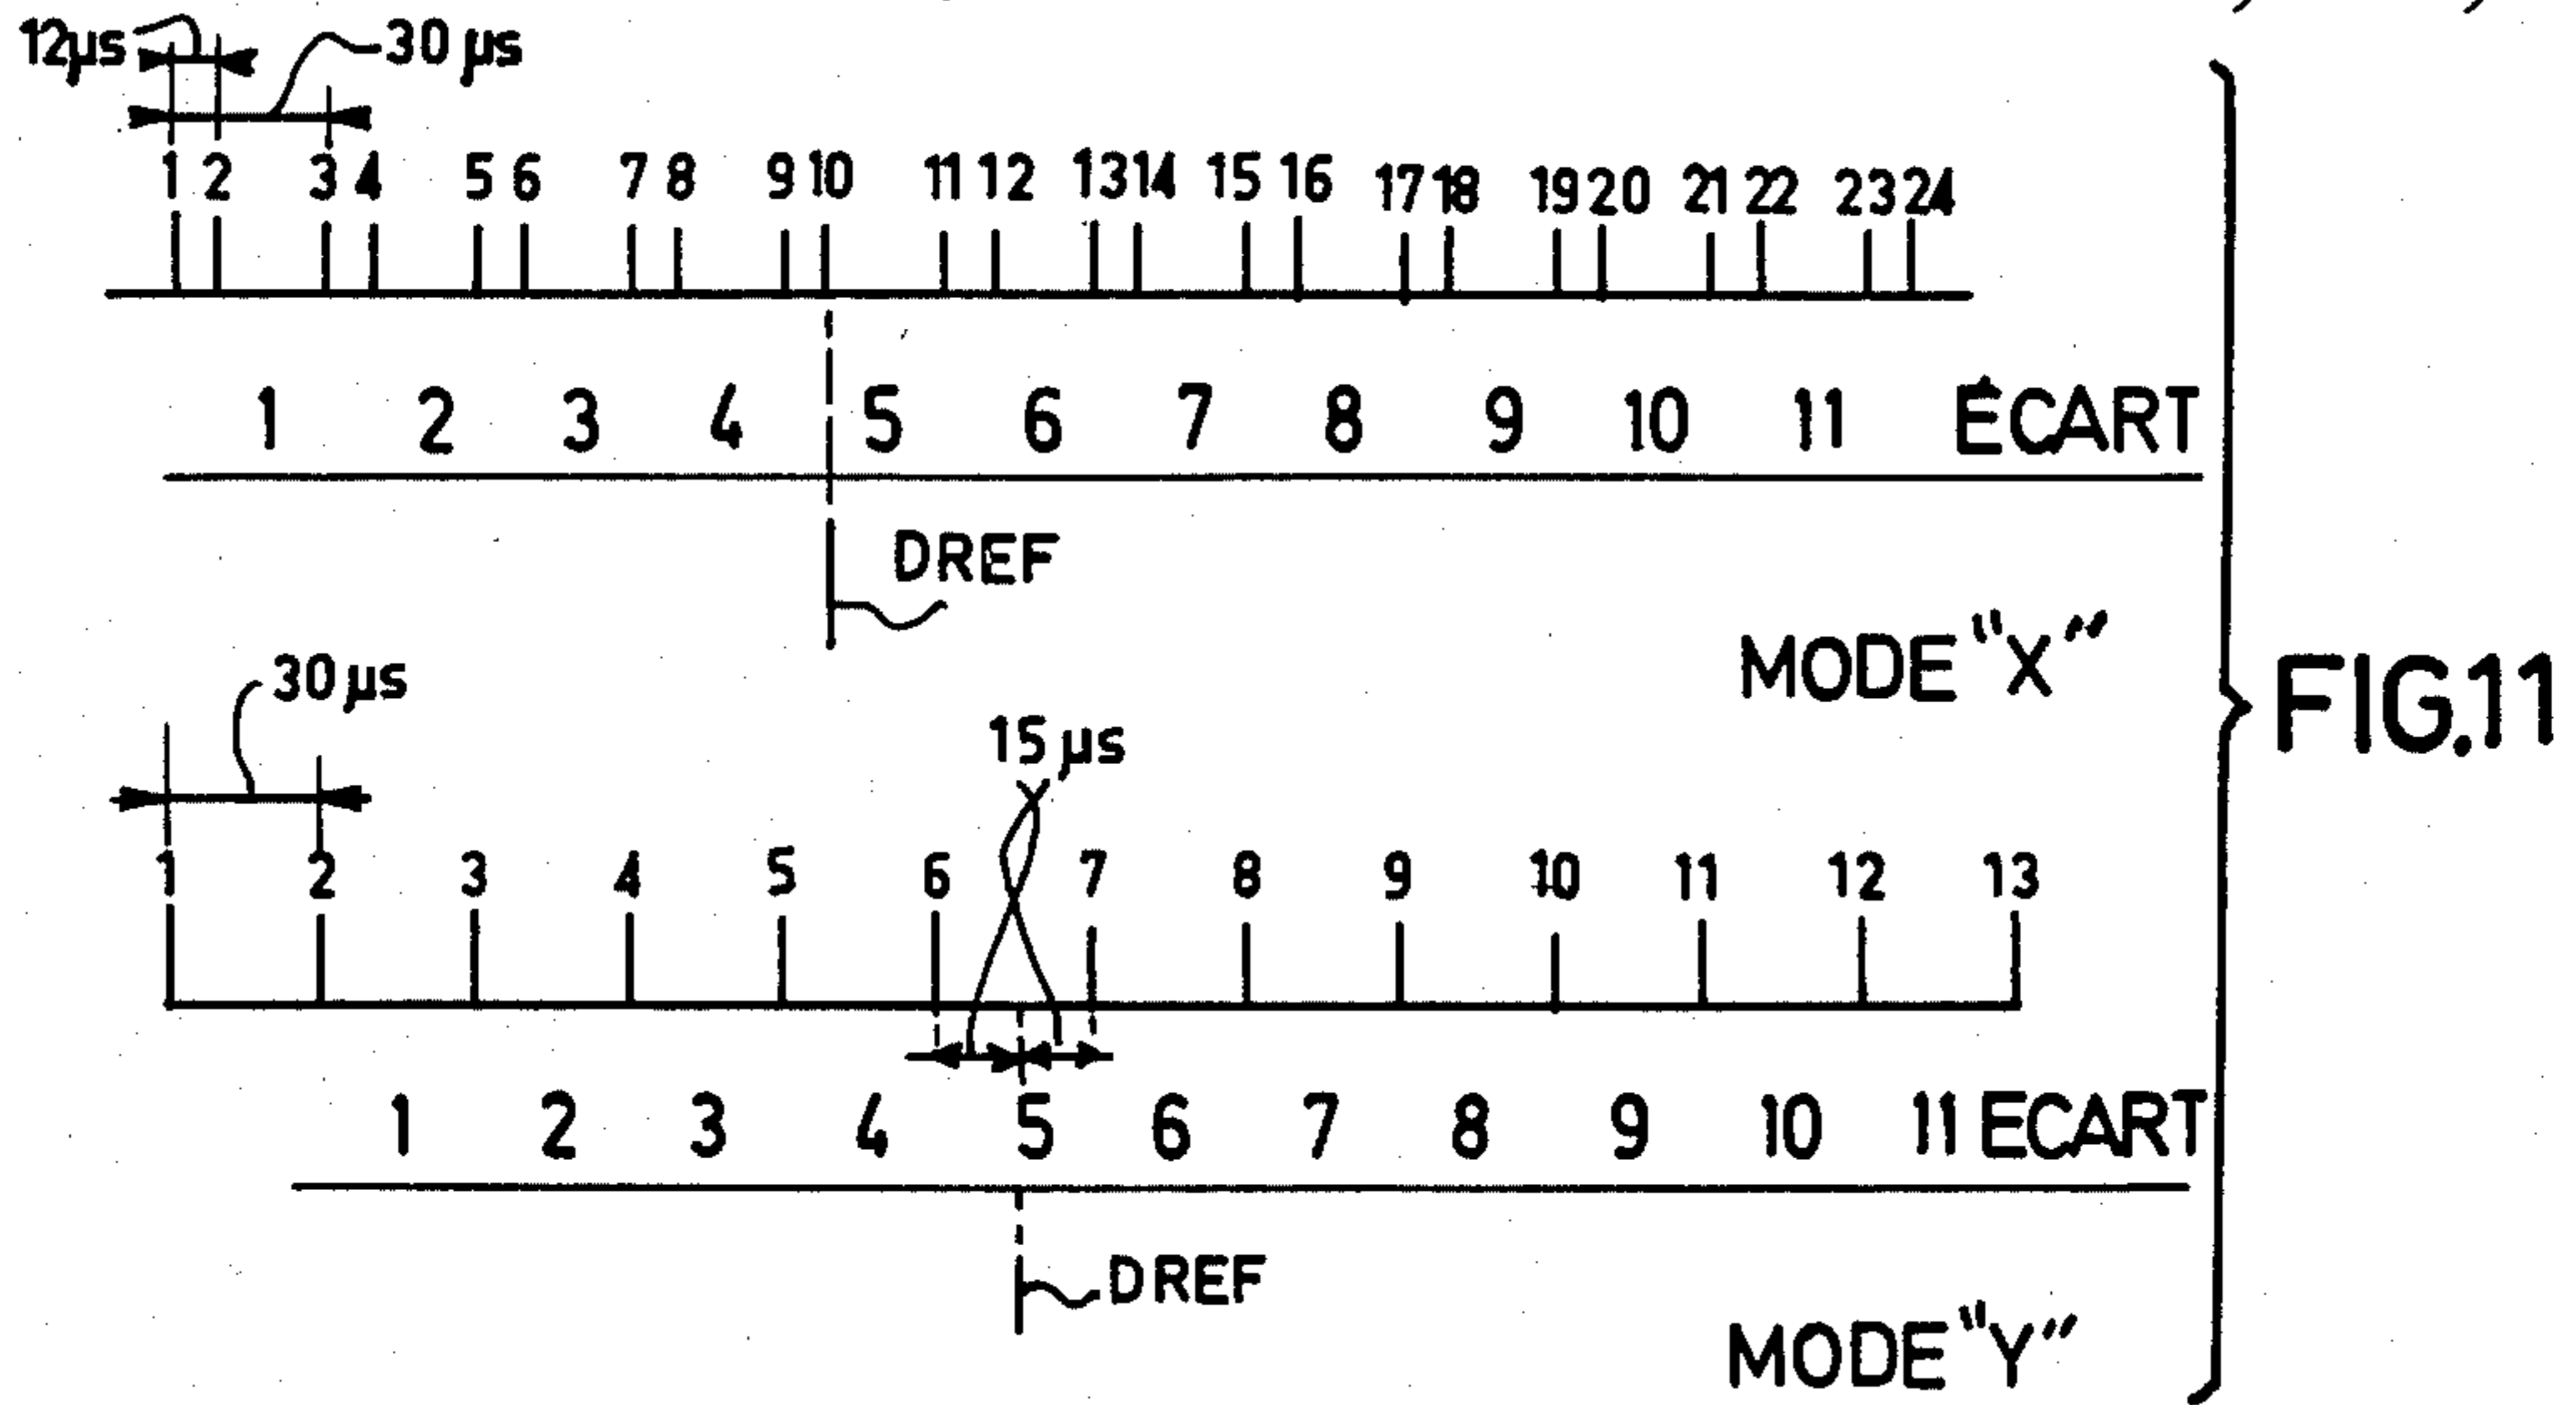 12µs 30 µs
1 2 3 4 5 6 7 8 9 10 11 12 13 14 15 16 17 18 19 20 21 22 23 24
1 2 3 4 5 6 7 8 9 10 11 ÉCART
DREF
MODE "X"
FIG.11
30 µs
15 µs
1 2 3 4 5 6 7 8 9 10 11 12 13
1 2 3 4 5 6 7 8 9 10 11 ECART
DREF
MODE "Y"